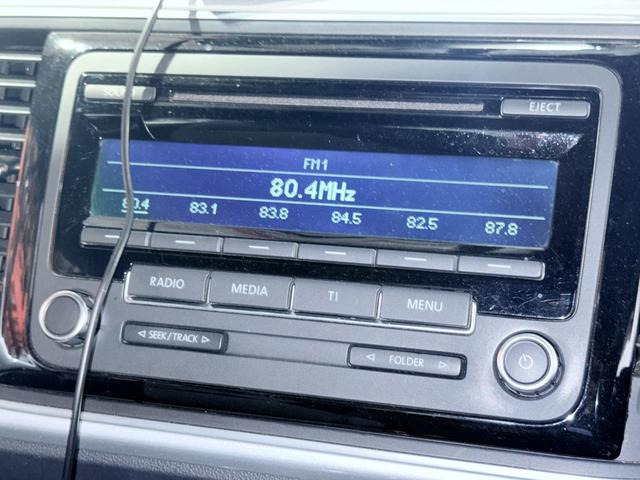 EJECT
FM1
80.4MHz
80.4 83.1 83.8 84.5 82.5 87.8
RADIO MEDIA TI MENU
SEEK/TRACK FOLDER